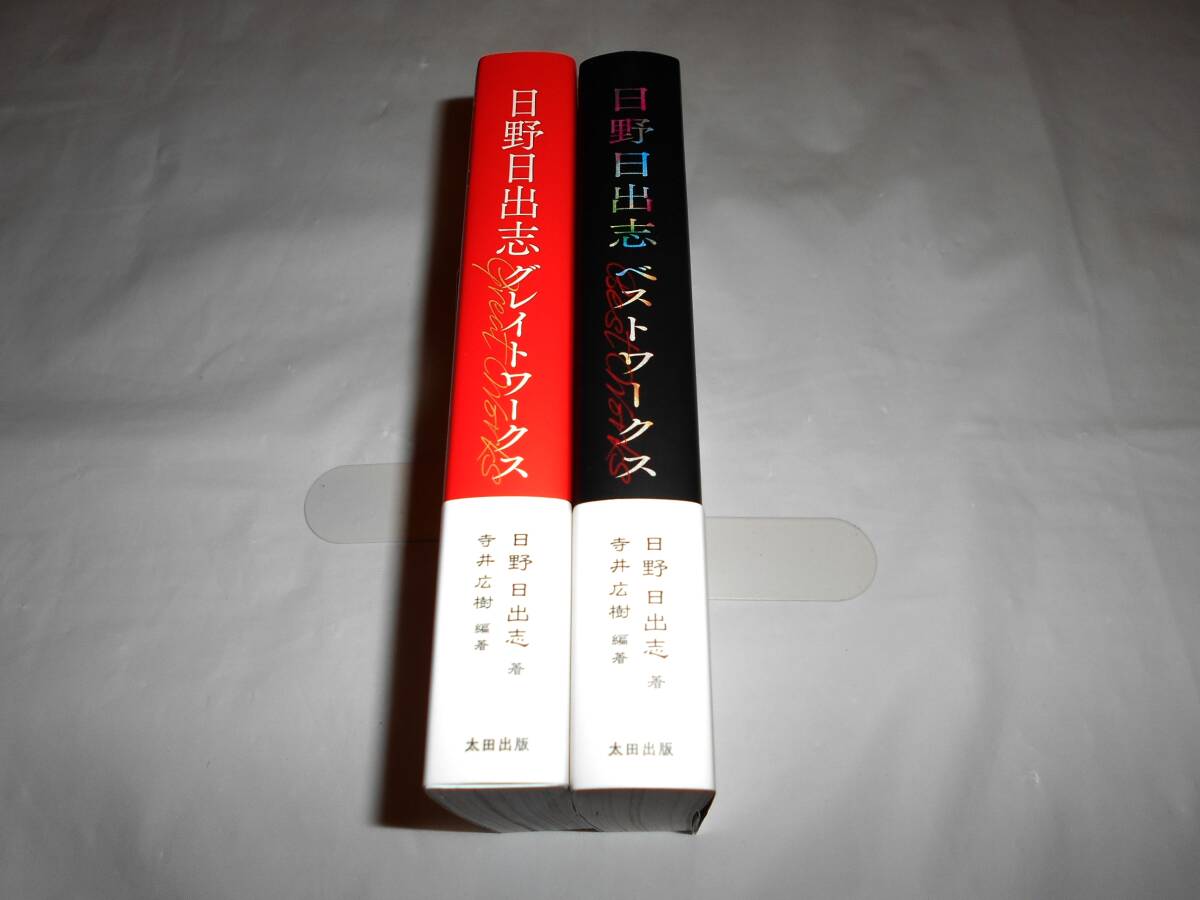 日野日出志グレイトワークス
Great Works
日野日出志 著
寺井広樹 編著
太田出版
日野日出志ベストワークス
Best Works
日野日出志 著
寺井広樹 編著
太田出版